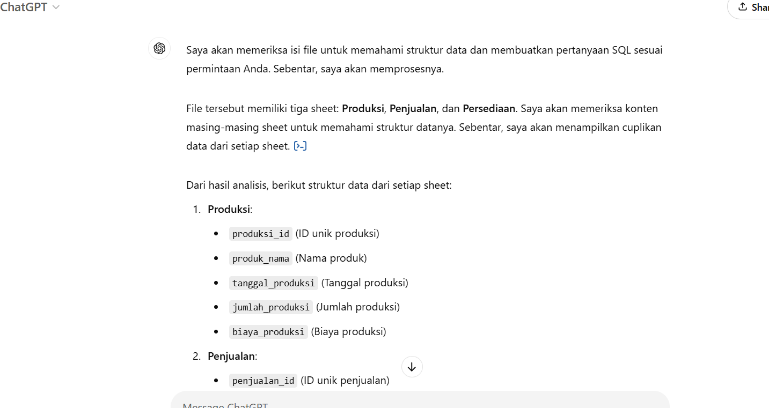 ChatGPT
Shar
Saya akan memeriksa isi file untuk memahami struktur data dan membuatkan pertanyaan SQL sesuai
permintaan Anda. Sebentar, saya akan memprosesnya.
File tersebut memiliki tiga sheet: Produksi, Penjualan, dan Persediaan. Saya akan memeriksa konten
masing-masing sheet untuk memahami struktur datanya. Sebentar, saya akan menampilkan cuplikan
data dari setiap sheet. [>-]
Dari hasil analisis, berikut struktur data dari setiap sheet:
1. Produksi:
• produksi_id (ID unik produksi)
• produk_nama (Nama produk)
• tanggal_produksi (Tanggal produksi)
• jumlah_produksi (Jumlah produksi)
• biaya_produksi (Biaya produksi)
2. Penjualan:
• penjualan_id (ID unik penjualan)
Message ChatGPT